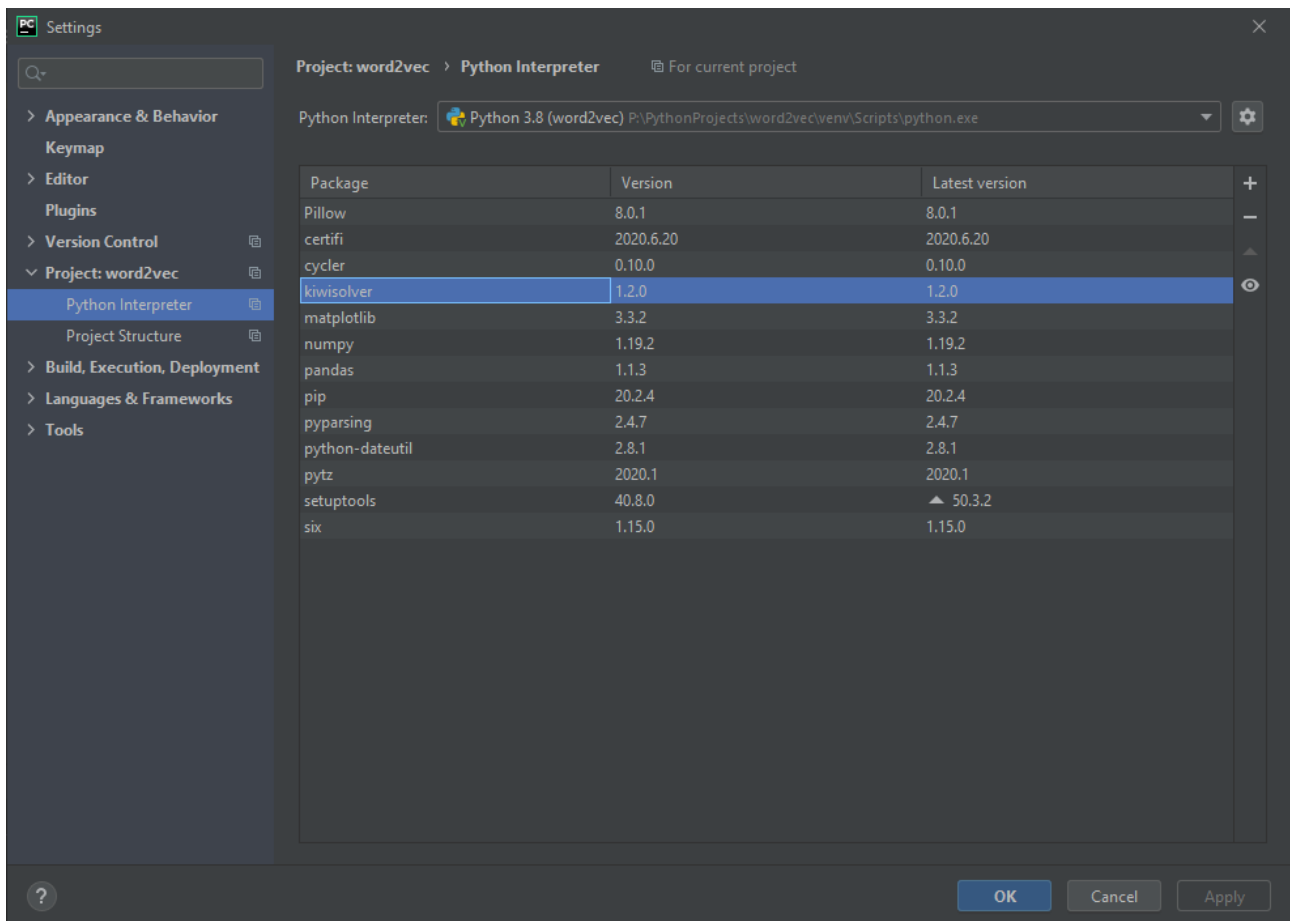 PC Settings
Project: word2vec > Python Interpreter For current project
Appearance & Behavior
Keymap
Editor
Plugins
Version Control
Project: word2vec
Python Interpreter
Project Structure
Build, Execution, Deployment
Languages & Frameworks
Tools
Python Interpreter: Python 3.8 (word2vec) P:\PythonProjects\word2vec\venv\Scripts\python.exe
Package Version Latest version
Pillow 8.0.1 8.0.1
certifi 2020.6.20 2020.6.20
cycler 0.10.0 0.10.0
kiwisolver 1.2.0 1.2.0
matplotlib 3.3.2 3.3.2
numpy 1.19.2 1.19.2
pandas 1.1.3 1.1.3
pip 20.2.4 20.2.4
pyparsing 2.4.7 2.4.7
python-dateutil 2.8.1 2.8.1
pytz 2020.1 2020.1
setuptools 40.8.0 50.3.2
six 1.15.0 1.15.0
? OK Cancel Apply